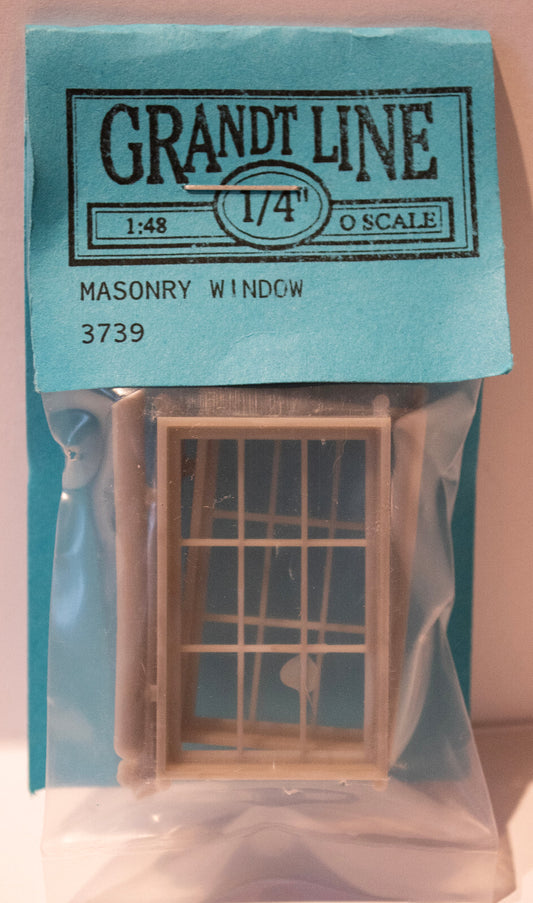 GRANDT LINE
1:48 1/4" O SCALE
MASONRY WINDOW
3739